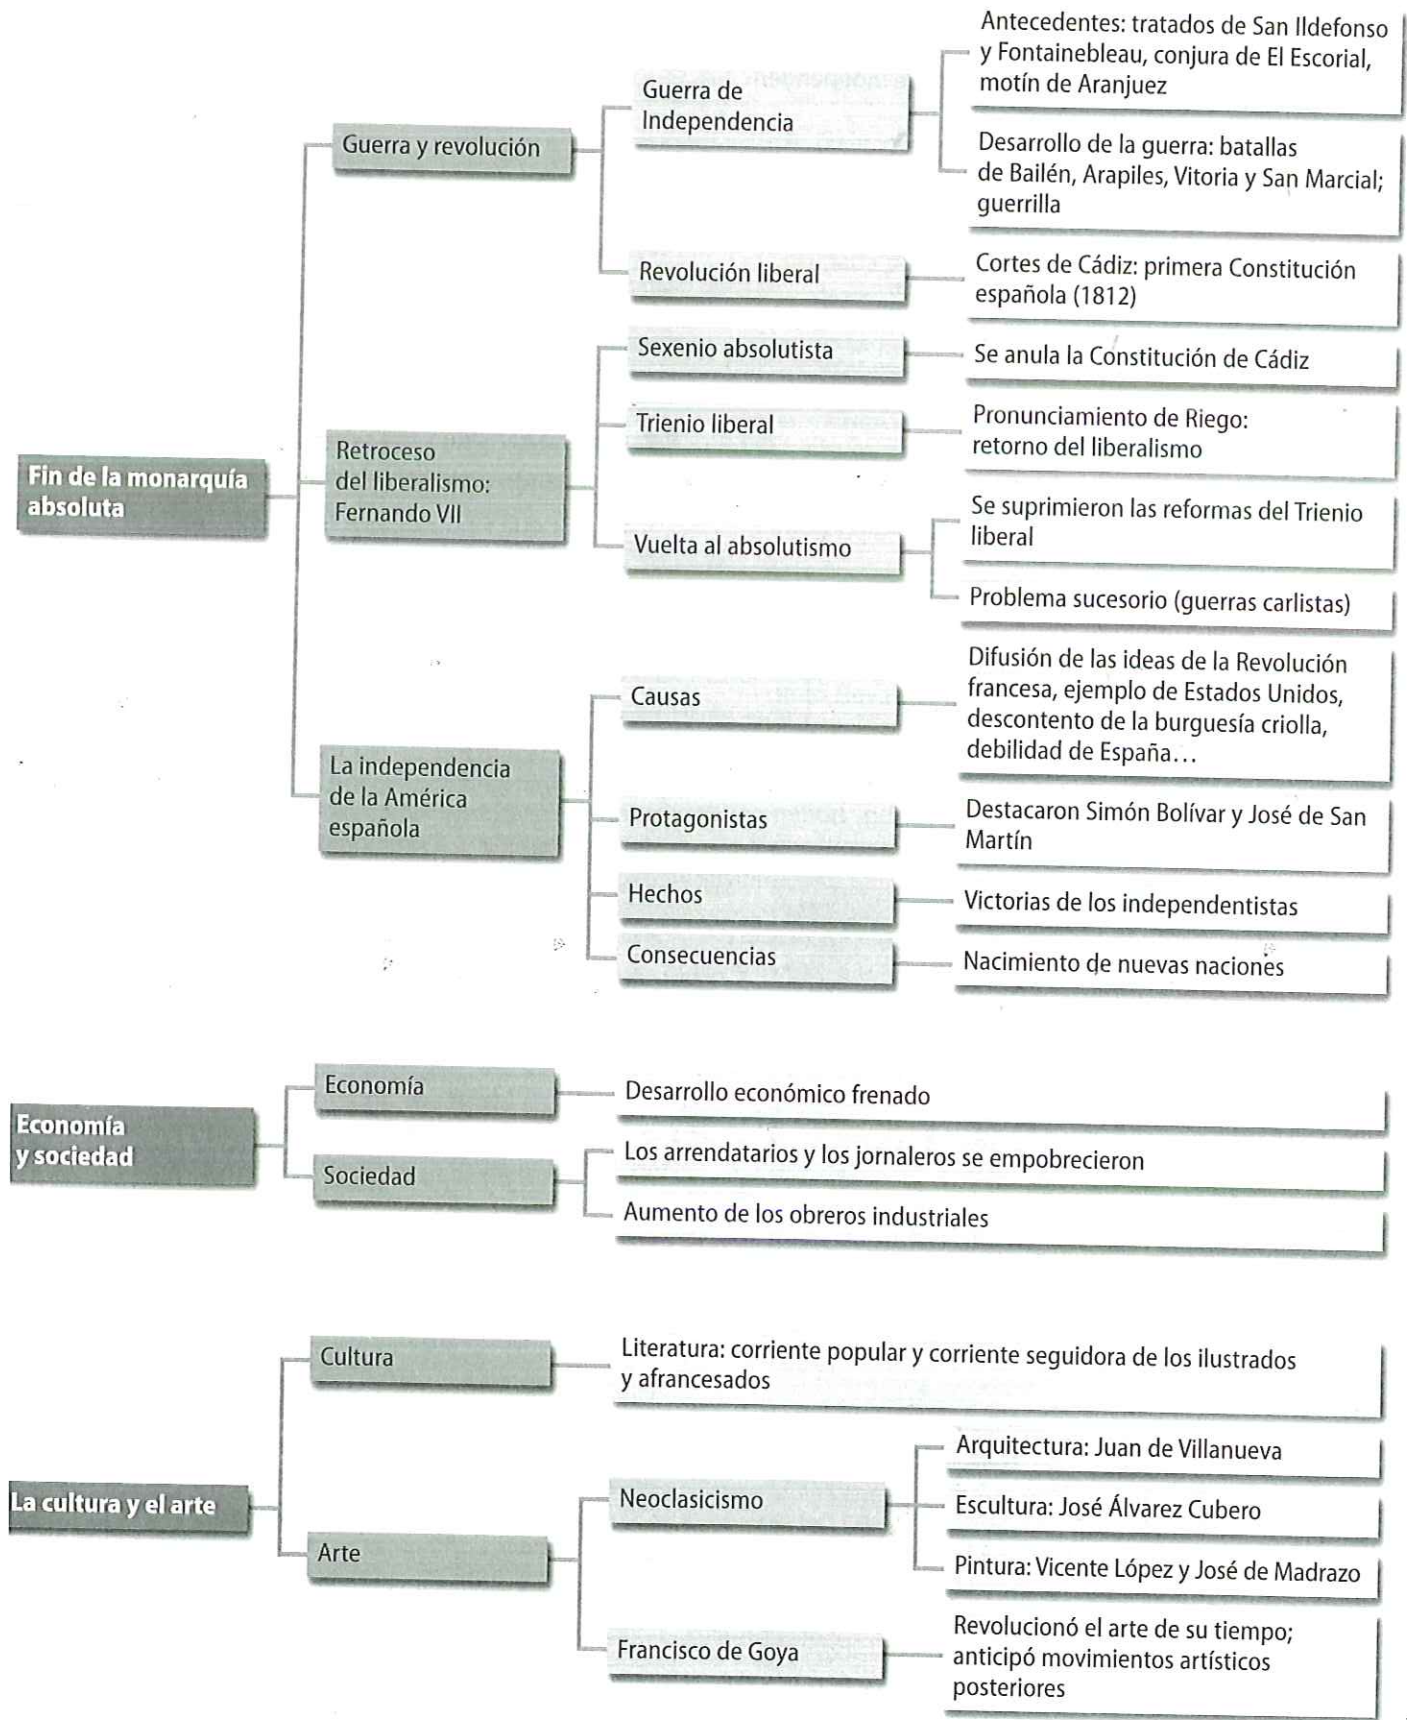 Fin de la monarquía
absoluta
Guerra y revolución
Guerra de
Independencia
Antecedentes: tratados de San Ildefonso
y Fontainebleau, conjura de El Escorial,
motín de Aranjuez
Desarrollo de la guerra: batallas
de Bailén, Arapiles, Vitoria y San Marcial;
guerrilla
Revolución liberal
Cortes de Cádiz: primera Constitución
española (1812)
Retroceso
del liberalismo:
Fernando VII
Sexenio absolutista
Se anula la Constitución de Cádiz
Trienio liberal
Pronunciamiento de Riego:
retorno del liberalismo
Vuelta al absolutismo
Se suprimieron las reformas del Trienio
liberal
Problema sucesorio (guerras carlistas)
La independencia
de la América
española
Causas
Difusión de las ideas de la Revolución
francesa, ejemplo de Estados Unidos,
descontento de la burguesía criolla,
debilidad de España...
Protagonistas
Destacaron Simón Bolívar y José de San
Martín
Hechos
Victorias de los independentistas
Consecuencias
Nacimiento de nuevas naciones
Economía
y sociedad
Economía
Desarrollo económico frenado
Sociedad
Los arrendatarios y los jornaleros se empobrecieron
Aumento de los obreros industriales
La cultura y el arte
Cultura
Literatura: corriente popular y corriente seguidora de los ilustrados
y afrancesados
Arte
Neoclasicismo
Arquitectura: Juan de Villanueva
Escultura: José Álvarez Cubero
Pintura: Vicente López y José de Madrazo
Francisco de Goya
Revolucionó el arte de su tiempo;
anticipó movimientos artísticos
posteriores